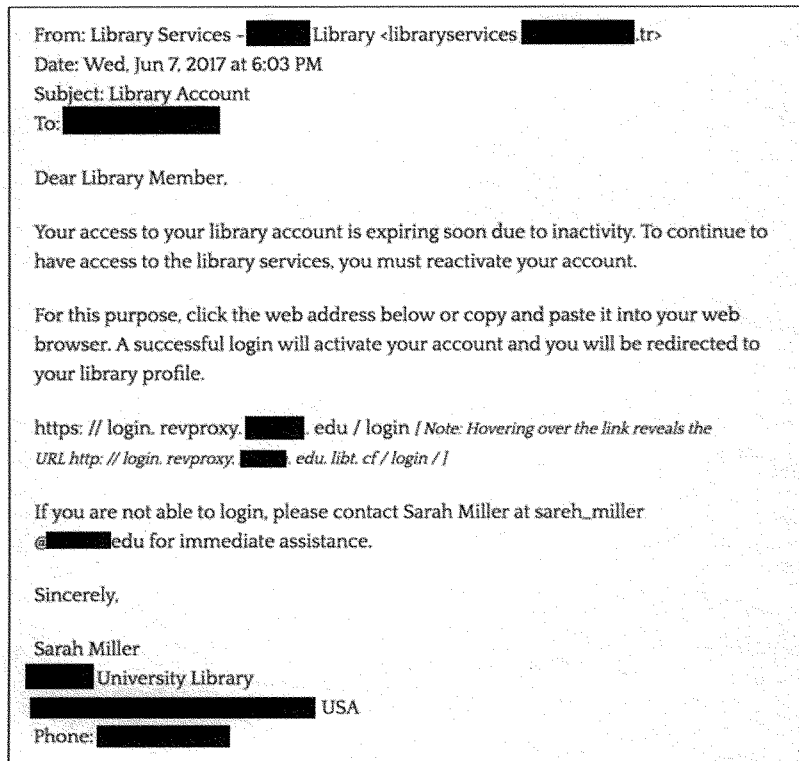 From: Library Services - Library <libraryservices .tr>
Date: Wed, Jun 7, 2017 at 6:03 PM
Subject: Library Account
To:
Dear Library Member,
Your access to your library account is expiring soon due to inactivity. To continue to
have access to the library services, you must reactivate your account.
For this purpose, click the web address below or copy and paste it into your web
browser. A successful login will activate your account and you will be redirected to
your library profile.
https: // login. revproxy. . edu / login [ Note: Hovering over the link reveals the
URL http: // login. revproxy. . edu. libt. cf / login / ]
If you are not able to login, please contact Sarah Miller at sareh_miller
@ edu for immediate assistance.
Sincerely,
Sarah Miller
University Library
USA
Phone: